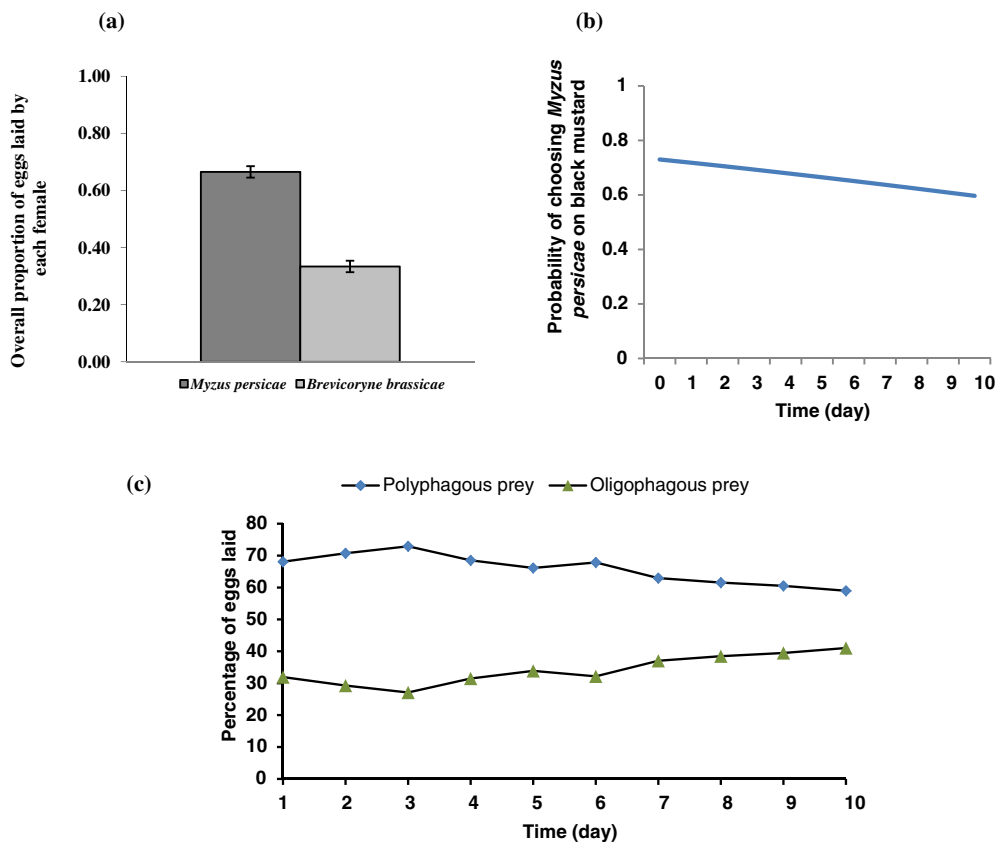 (a)
Overall proportion of eggs laid by
each female
1.00
0.80
0.60
0.40
0.20
0.00
Myzus persicae Brevicoryne brassicae
(b)
Probability of choosing Myzus
persicae on black mustard
1
0.8
0.6
0.4
0.2
0
0 1 2 3 4 5 6 7 8 9 10
Time (day)
(c)
Polyphagous prey Oligophagous prey
Percentage of eggs laid
80
70
60
50
40
30
20
10
0
1 2 3 4 5 6 7 8 9 10
Time (day)